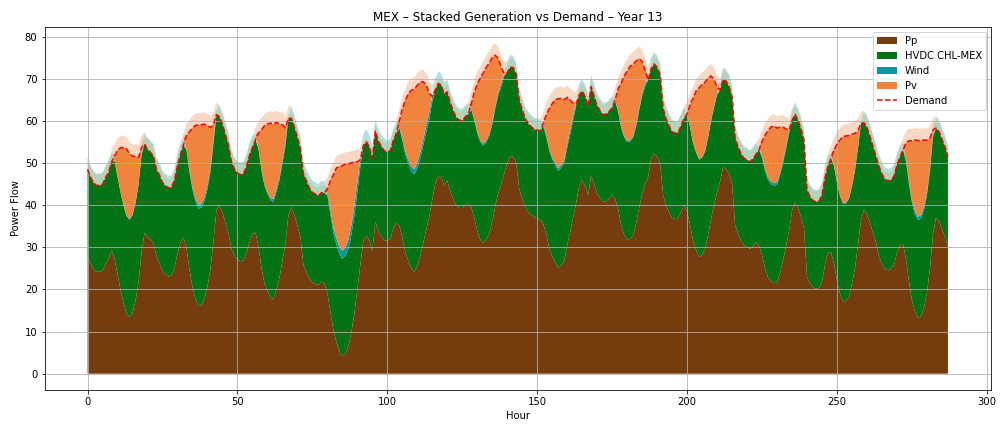 MEX – Stacked Generation vs Demand – Year 13
80
70
60
50
40
30
20
10
0
Power Flow
Pp
HVDC CHL-MEX
Wind
Pv
Demand
0 50 100 150 200 250 300
Hour